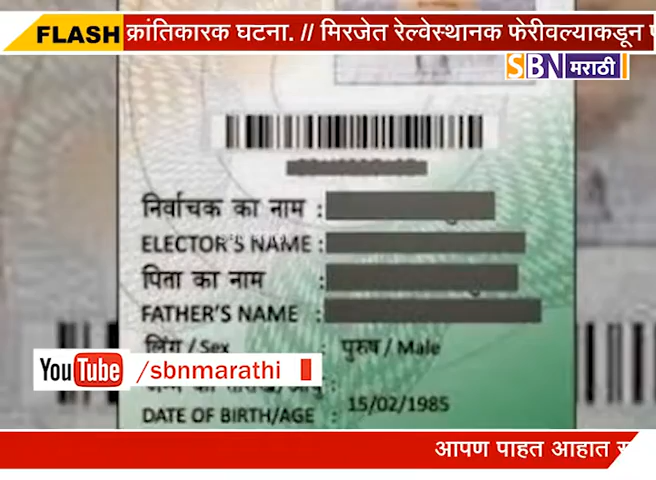 FLASH क्रांतिकारक घटना. // मिरजेत रेल्वेस्थानक फेरीवल्याकडून
SBN मराठी
निर्वाचक का नाम :
ELECTOR'S NAME :
पिता का नाम :
FATHER'S NAME :
लिंग / Sex : पुरुष / Male
YouTube /sbnmarathi
DATE OF BIRTH/AGE : 15/02/1985
आपण पाहत आहात